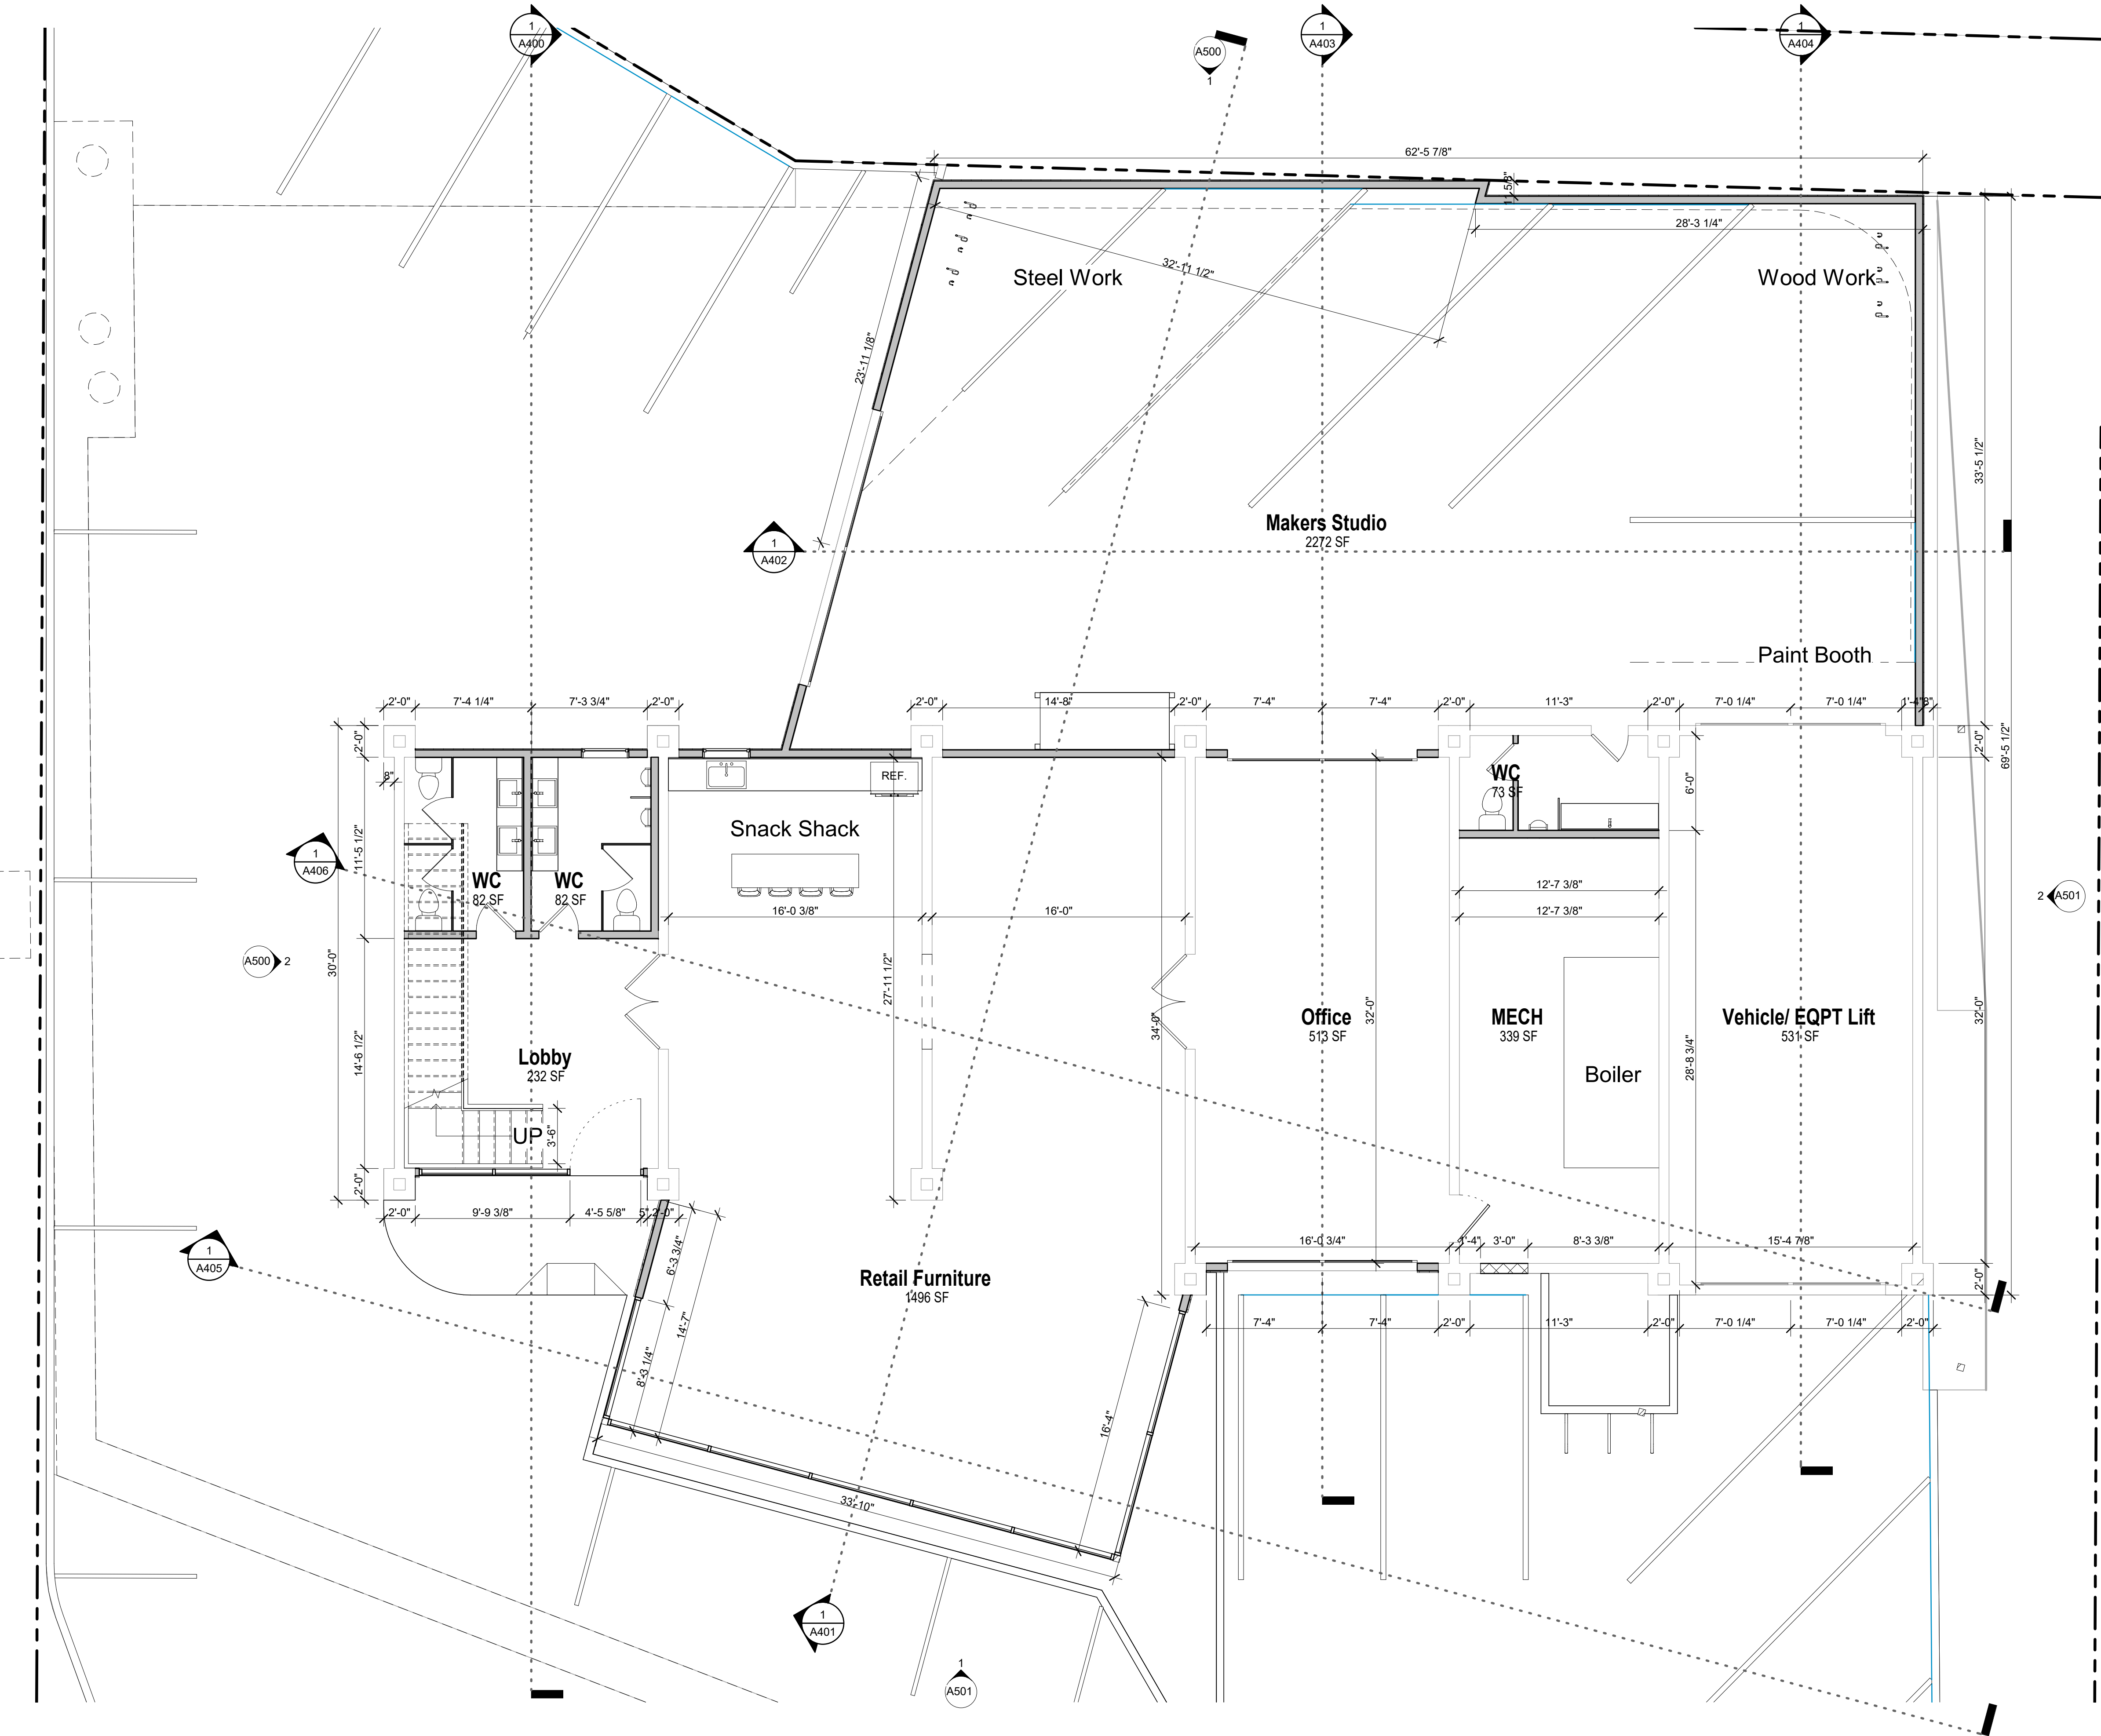 1
A400
A500
1
1
A403
1
A404
62'-5 7/8"
28'-3 1/4"
32'-11 1/2"
Steel Work
Wood Work
23'-11 1/8"
33'-5 1/2"
Makers Studio
2272 SF
1
A402
Paint Booth
2'-0"
7'-4 1/4"
7'-3 3/4"
2'-0"
2'-0"
14'-8"
2'-0"
7'-4"
7'-4"
2'-0"
11'-3"
2'-0"
7'-0 1/4"
7'-0 1/4"
1'-4"
8"
2'-0"
2'-0"
69'-5 1/2"
8"
REF.
WC
73 SF
6'-0"
Snack Shack
1
A406
11'-5 1/2"
WC
82 SF
WC
82 SF
12'-7 3/8"
16'-0 3/8"
16'-0"
12'-7 3/8"
2
A501
A500
2
30'-0"
27'-11 1/2"
34'-0"
32'-0"
32'-0"
Office
513 SF
MECH
339 SF
Vehicle/ EQPT Lift
531 SF
14'-6 1/2"
Lobby
232 SF
28'-8 3/4"
Boiler
UP
3'-6"
2'-0"
2'-0"
9'-9 3/8"
4'-5 5/8"
5"
2'-0"
1
A405
6'-3 3/4"
16'-0 3/4"
1'-4"
3'-0"
8'-3 3/8"
15'-4 7/8"
2'-0"
Retail Furniture
1496 SF
14'-7"
8'-3 1/4"
7'-4"
7'-4"
2'-0"
11'-3"
2'-0"
7'-0 1/4"
7'-0 1/4"
2'-0"
16'-4"
33'-10"
1
A401
1
A501